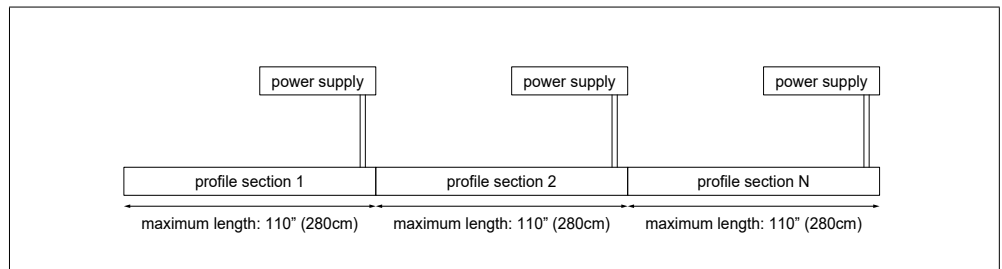 power supply power supply power supply
profile section 1 profile section 2 profile section N
maximum length: 110” (280cm) maximum length: 110” (280cm) maximum length: 110” (280cm)